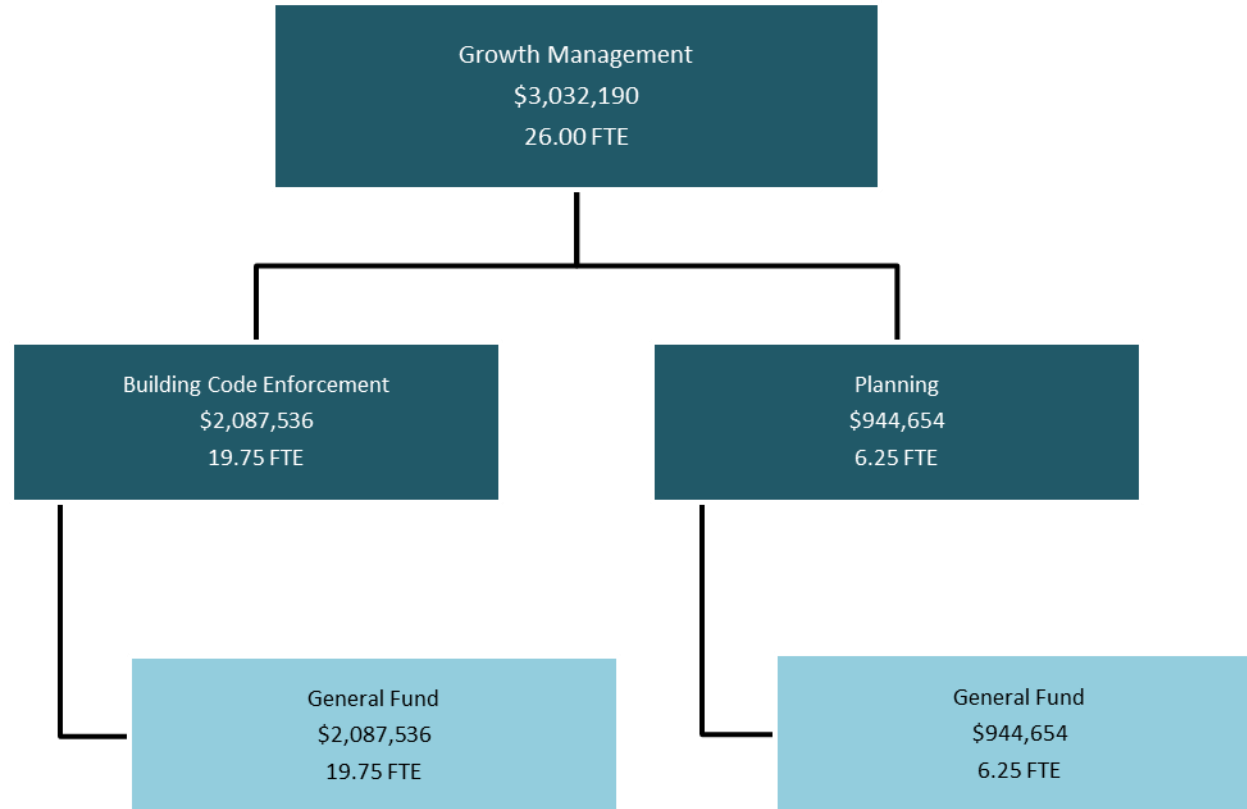 Growth Management
$3,032,190
26.00 FTE
Building Code Enforcement
$2,087,536
19.75 FTE
Planning
$944,654
6.25 FTE
General Fund
$2,087,536
19.75 FTE
General Fund
$944,654
6.25 FTE